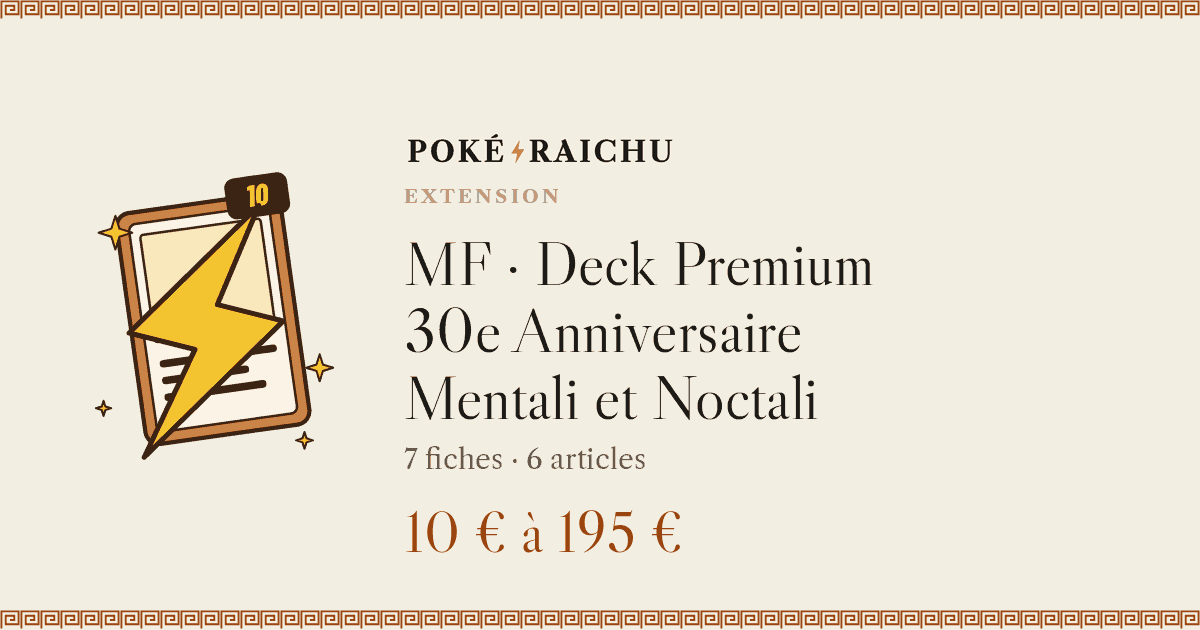 10
POKÉ RAICHU
EXTENSION
MF · Deck Premium
30e Anniversaire
Mentali et Noctali
7 fiches · 6 articles
10 € à 195 €